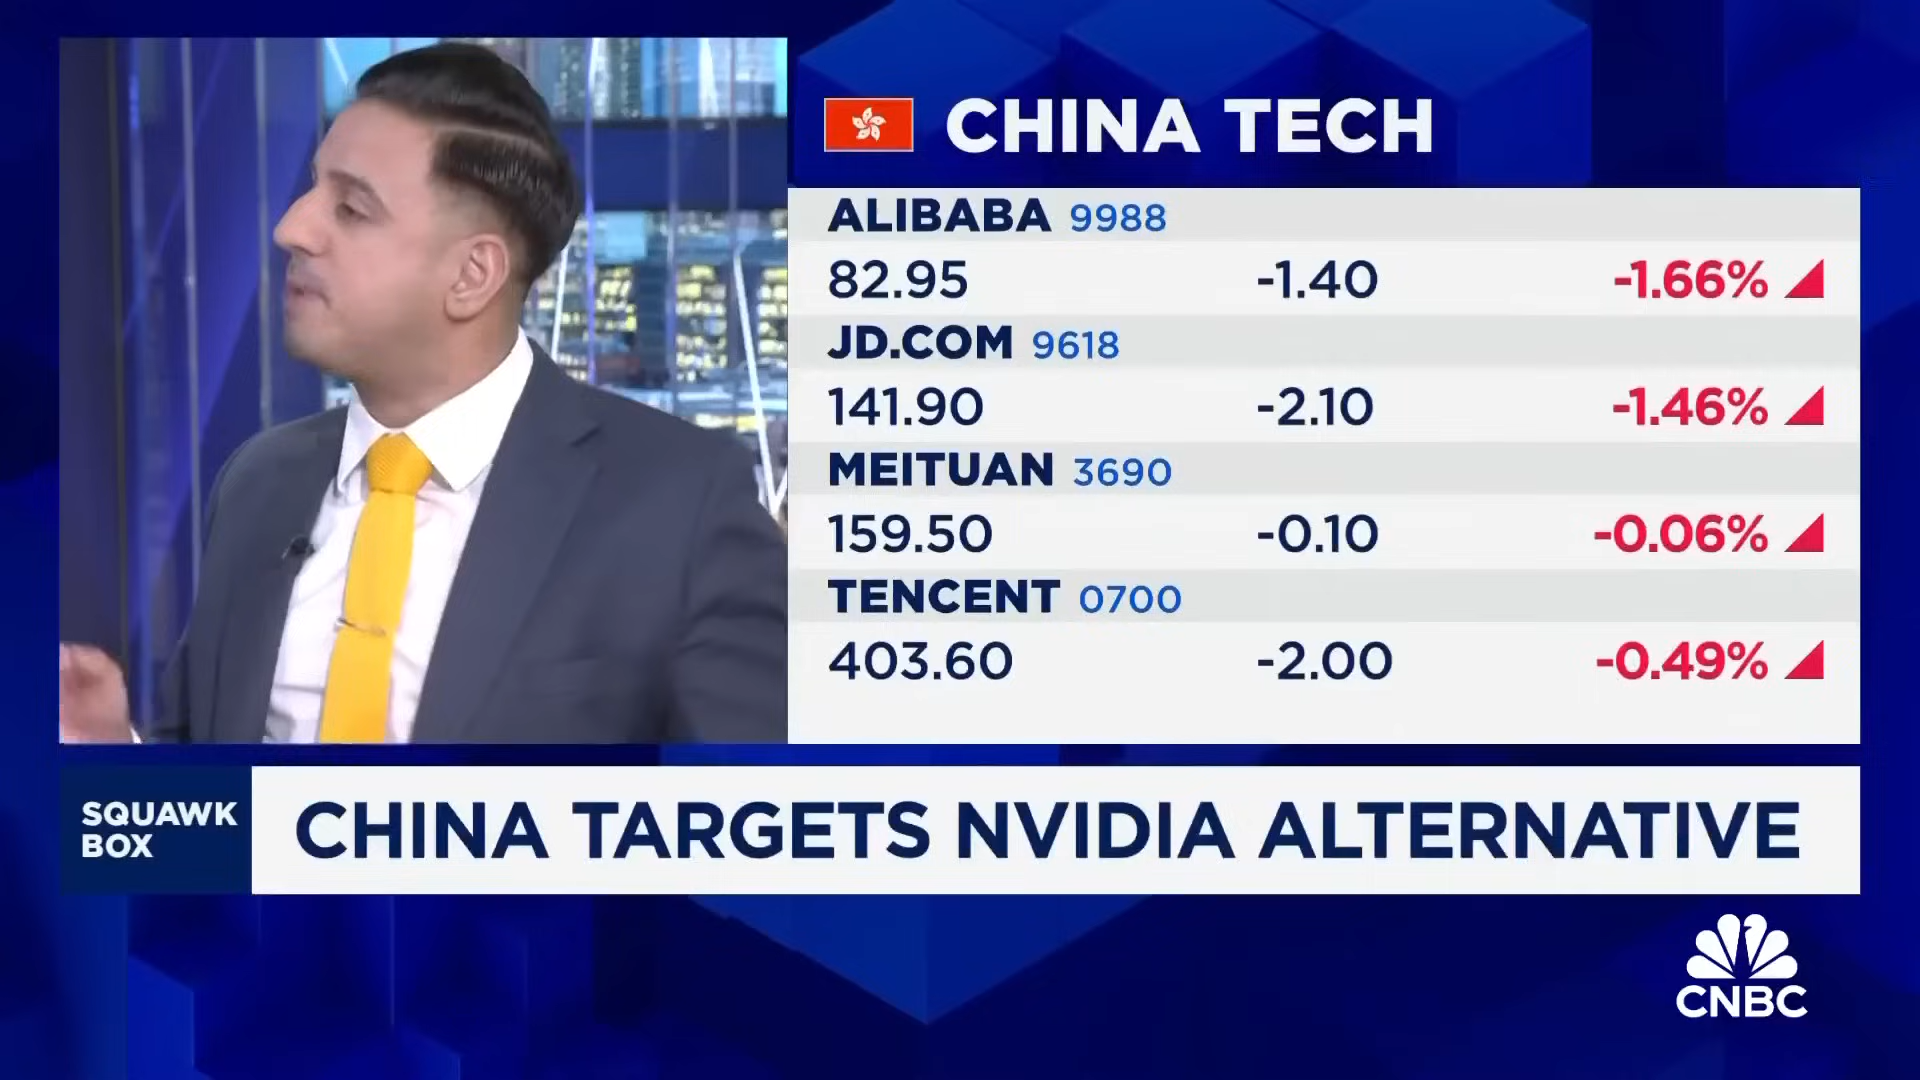 CHINA TECH
ALIBABA 9988
82.95 -1.40 -1.66%
JD.COM 9618
141.90 -2.10 -1.46%
MEITUAN 3690
159.50 -0.10 -0.06%
TENCENT 0700
403.60 -2.00 -0.49%
SQUAWK
BOX
CHINA TARGETS NVIDIA ALTERNATIVE
CNBC